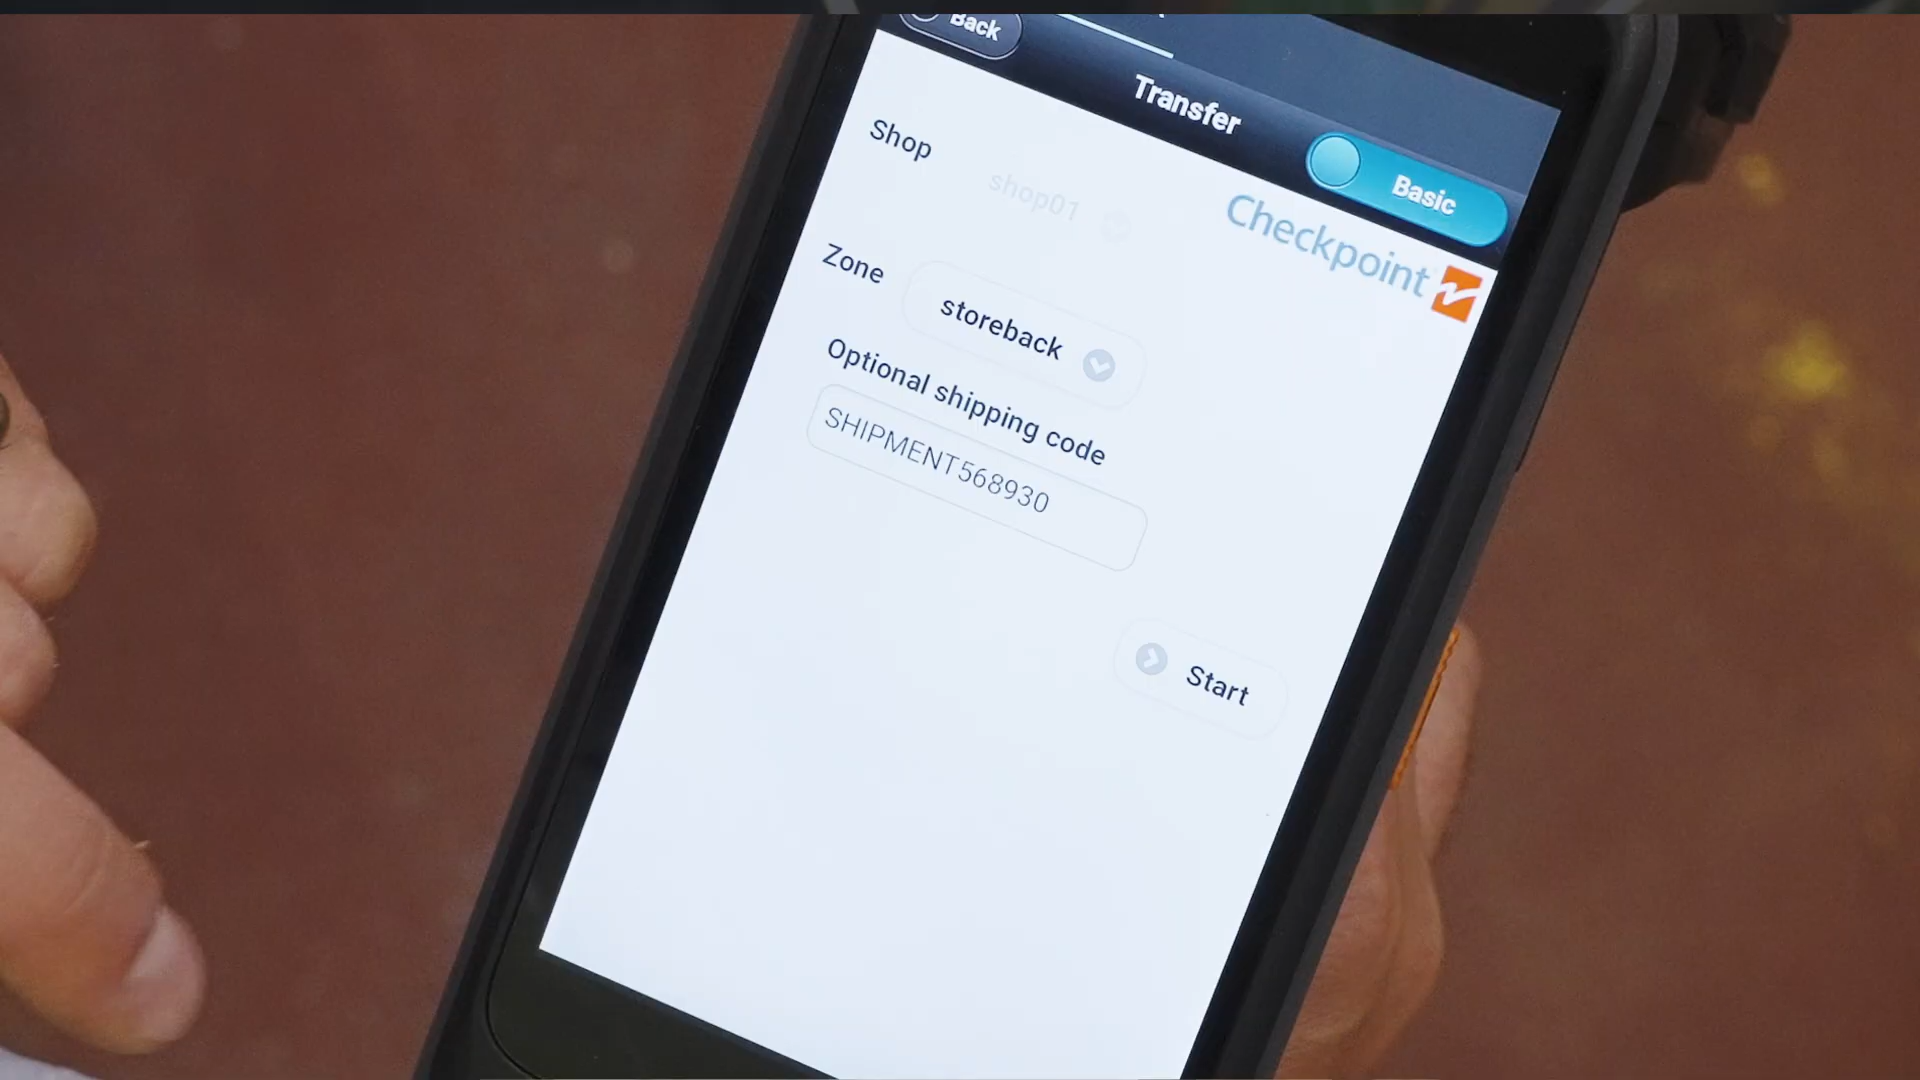 Back
Transfer
Basic
Shop
shop01
Checkpoint
Zone
storeback
Optional shipping code
SHIPMENT568930
Start